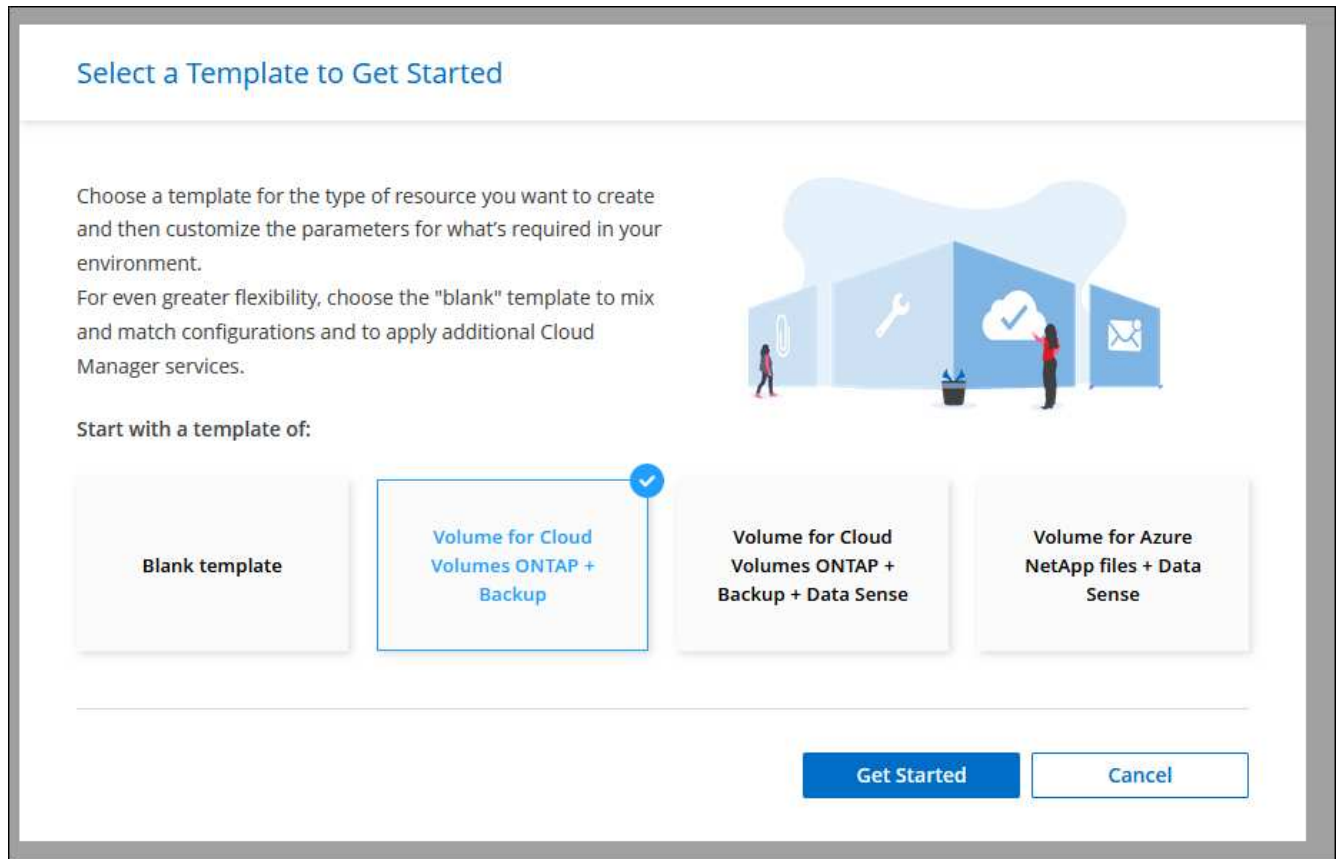 Select a Template to Get Started
Choose a template for the type of resource you want to create
and then customize the parameters for what's required in your
environment.
For even greater flexibility, choose the "blank" template to mix
and match configurations and to apply additional Cloud
Manager services.
Start with a template of:
Blank template
Volume for Cloud
Volumes ONTAP +
Backup
Volume for Cloud
Volumes ONTAP +
Backup + Data Sense
Volume for Azure
NetApp files + Data
Sense
Get Started
Cancel